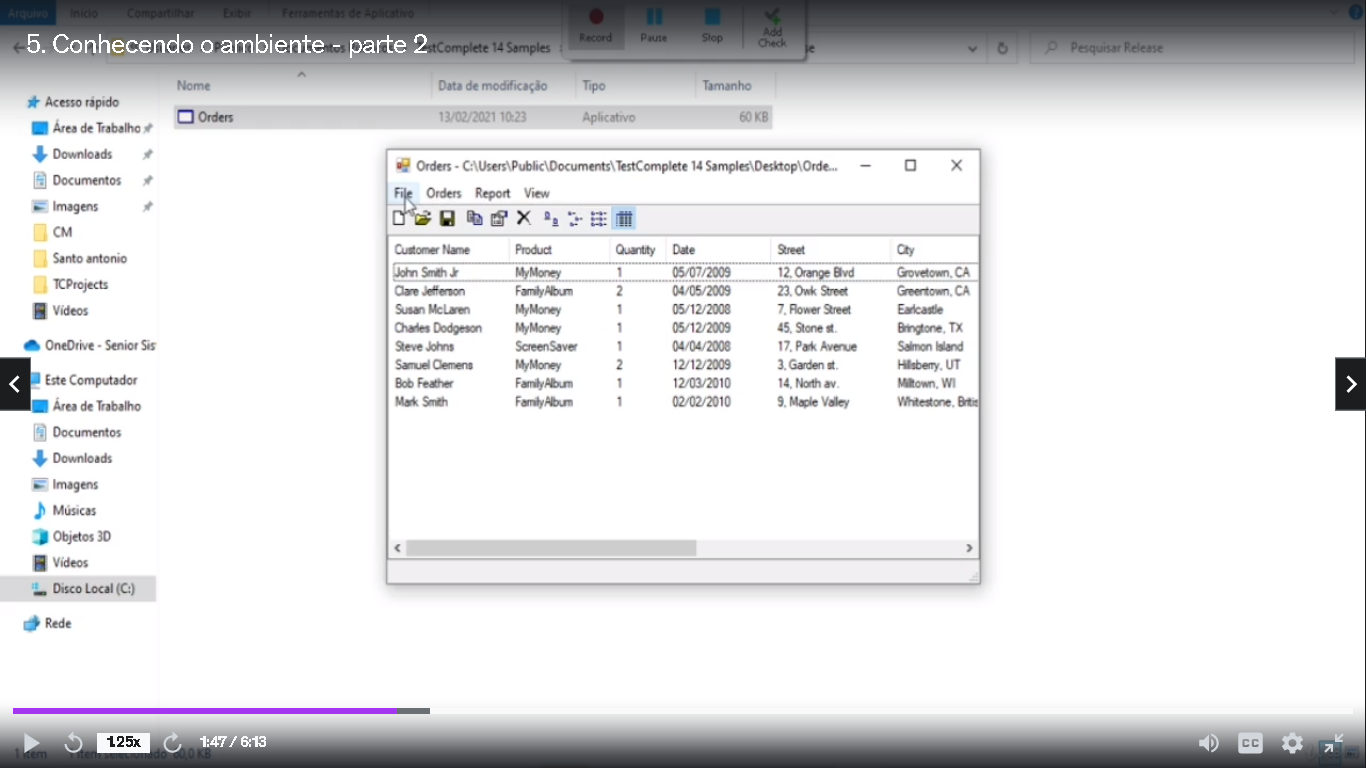 Arquivo Início Compartilhar Exibir Ferramentas de Aplicativo
Record Pause Stop Add Check
5. Conhecendo o ambiente - parte 2
stComplete 14 Samples
se
Pesquisar Release
Nome Data de modificação Tipo Tamanho
Orders 13/02/2021 10:23 Aplicativo 60 KB
Acesso rápido
Área de Trabalho
Downloads
Documentos
Imagens
CM
Santo antonio
TCProjects
Vídeos
OneDrive - Senior Sis
Este Computador
Área de Trabalho
Documentos
Downloads
Imagens
Músicas
Objetos 3D
Vídeos
Disco Local (C:)
Rede
Orders - C:\Users\Public\Documents\TestComplete 14 Samples\Desktop\Orde...
File Orders Report View
Customer Name Product Quantity Date Street City
John Smith Jr MyMoney 1 05/07/2009 12, Orange Blvd Grovetown, CA
Clare Jefferson FamilyAlbum 2 04/05/2009 23, Owk Street Greentown, CA
Susan McLaren MyMoney 1 05/12/2008 7, Flower Street Earlcastle
Charles Dodgeson MyMoney 1 05/12/2009 45, Stone st. Bringtone, TX
Steve Johns ScreenSaver 1 04/04/2008 17, Park Avenue Salmon Island
Samuel Clemens MyMoney 2 12/12/2009 3, Garden st. Hillsberry, UT
Bob Feather FamilyAlbum 1 12/03/2010 14, North av. Milltown, WI
Mark Smith FamilyAlbum 1 02/02/2010 9, Maple Valley Whitestone, Britis
1.25x 1:47 / 6:13 CC
1 item 1 item selecionado 60,0 KB